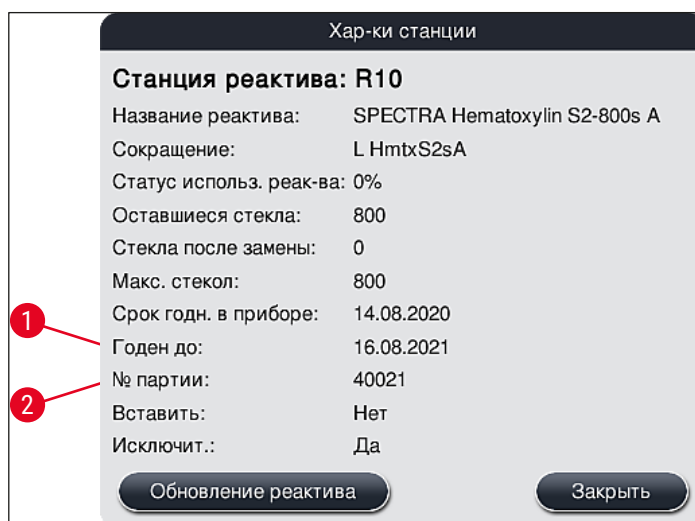 Хар-ки станции
Станция реактива: R10
Название реактива: SPECTRA Hematoxylin S2-800s A
Сокращение: L HmtxS2sA
Статус использ. реак-ва: 0%
Оставшиеся стекла: 800
Стекла после замены: 0
Макс. стекол: 800
Срок годн. в приборе: 14.08.2020
1
Годен до: 16.08.2021
№ партии: 40021
2
Вставить: Нет
Исключит.: Да
Обновление реактива Закрыть